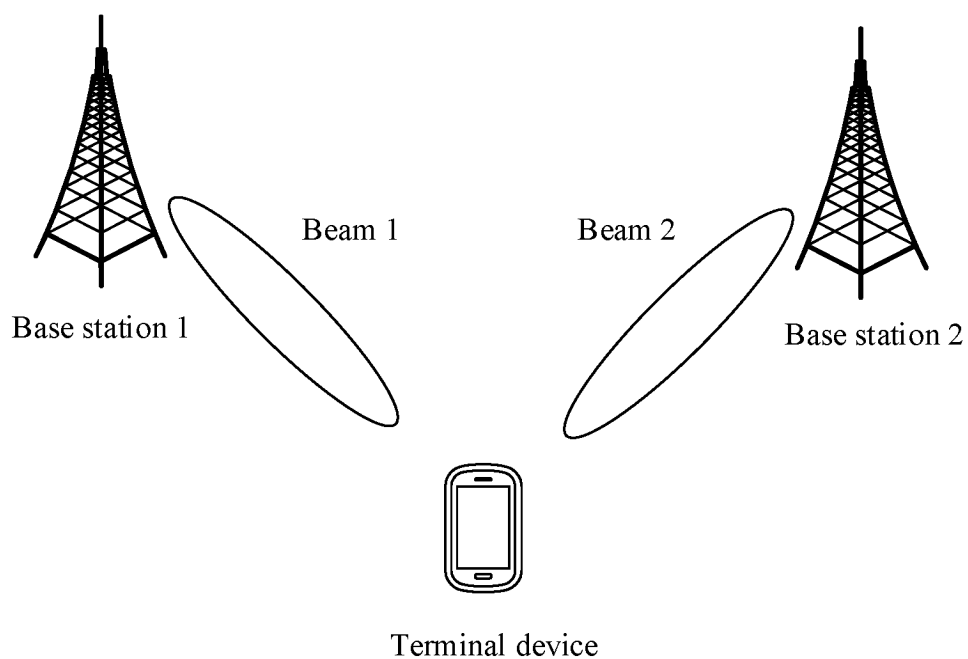 Beam 1
Beam 2
Base station 1
Base station 2
Terminal device